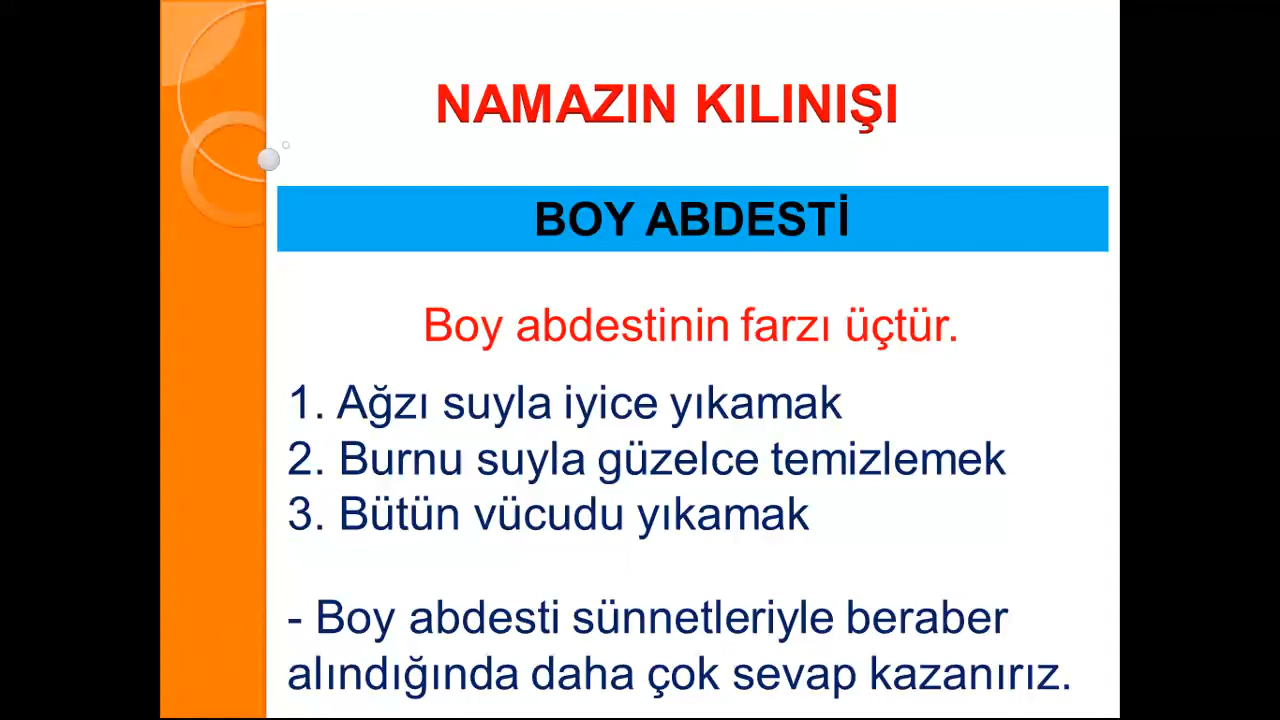 NAMAZIN KILINIŞI
BOY ABDESTİ
Boy abdestinin farzı üçtür.
1. Ağzı suyla iyice yıkamak
2. Burnu suyla güzelce temizlemek
3. Bütün vücudu yıkamak
- Boy abdesti sünnetleriyle beraber
alındığında daha çok sevap kazanırız.